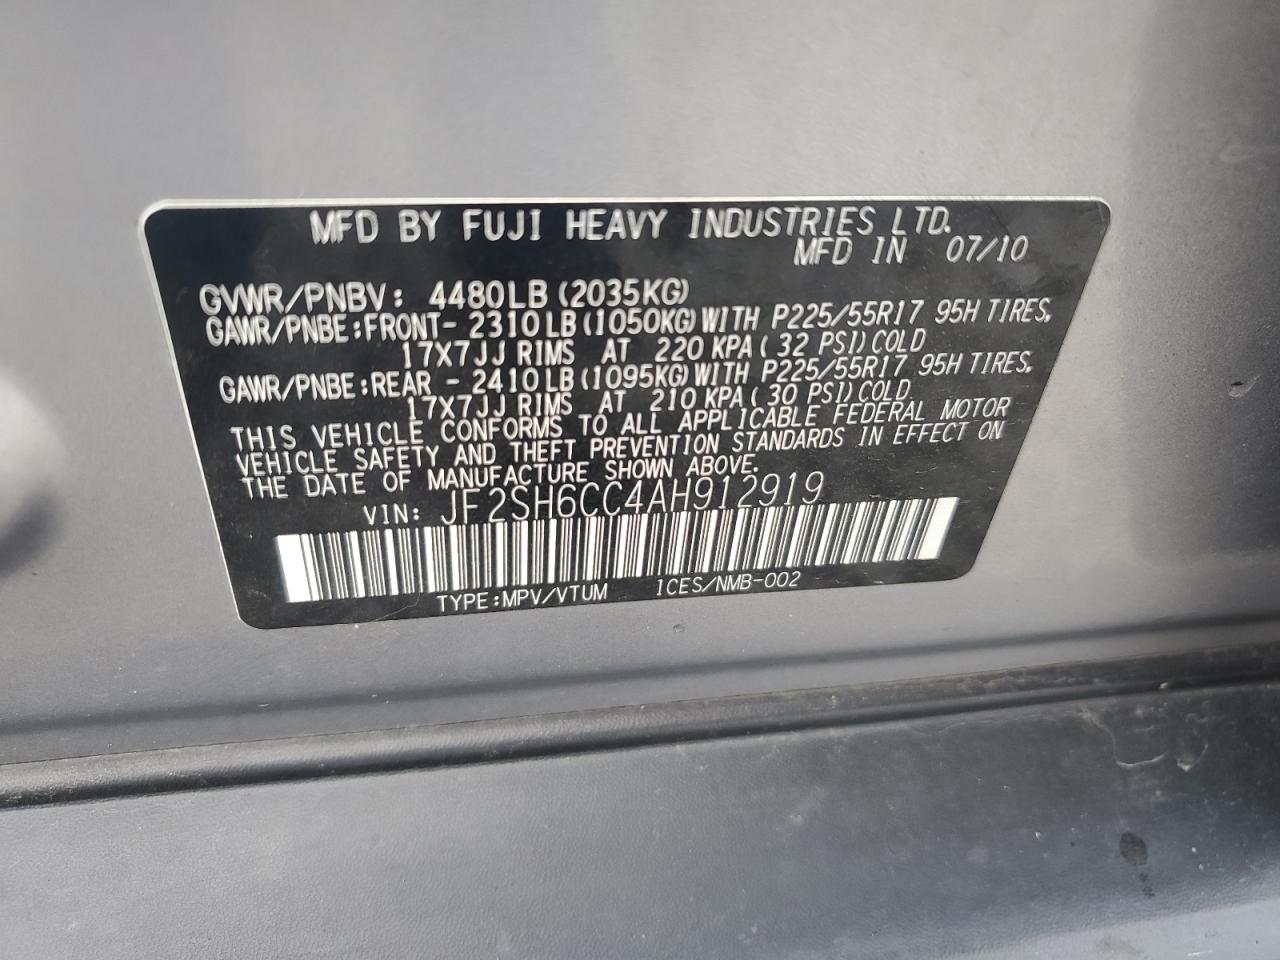 MFD BY FUJI HEAVY INDUSTRIES LTD.
MFD IN 07/10
GVWR/PNBV: 4480LB (2035KG)
GAWR/PNBE:FRONT- 2310LB(1050KG)WITH P225/55R17 95H TIRES,
17X7JJ RIMS AT 220 KPA( 32 PSI)COLD
GAWR/PNBE:REAR - 2410LB(1095KG)WITH P225/55R17 95H TIRES,
17X7JJ RIMS AT 210 KPA( 30 PSI)COLD.
THIS VEHICLE CONFORMS TO ALL APPLICABLE FEDERAL MOTOR
VEHICLE SAFETY AND THEFT PREVENTION STANDARDS IN EFFECT ON
THE DATE OF MANUFACTURE SHOWN ABOVE.
VIN: JF2SH6CC4AH912919
TYPE:MPV/VTUM ICES/NMB-002